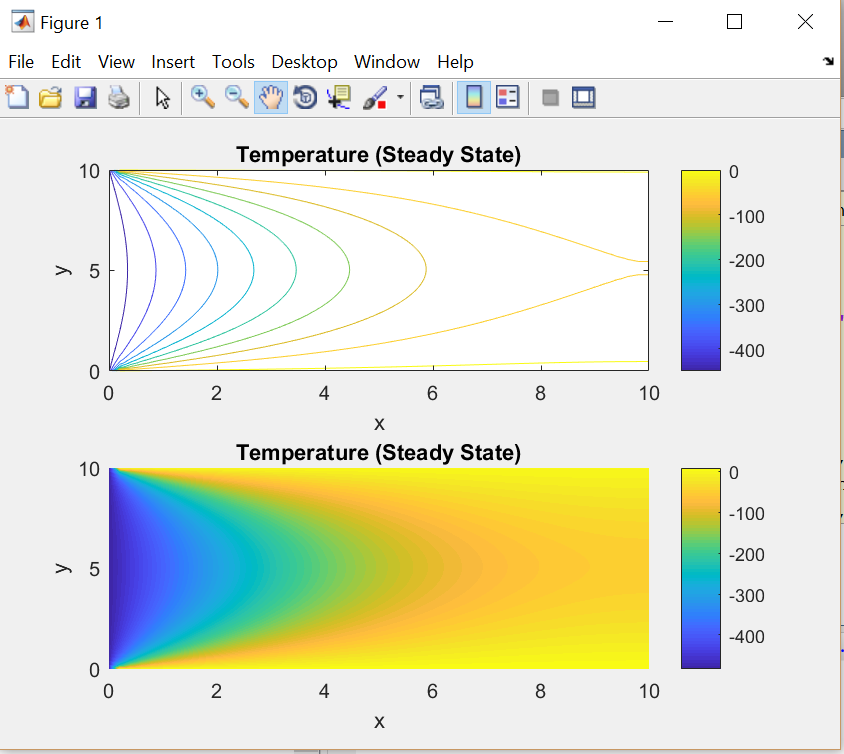 Figure 1
File Edit View Insert Tools Desktop Window Help
Temperature (Steady State)
10
5
0
y
0 2 4 6 8 10
x
0
-100
-200
-300
-400
Temperature (Steady State)
10
5
0
y
0 2 4 6 8 10
x
0
-100
-200
-300
-400